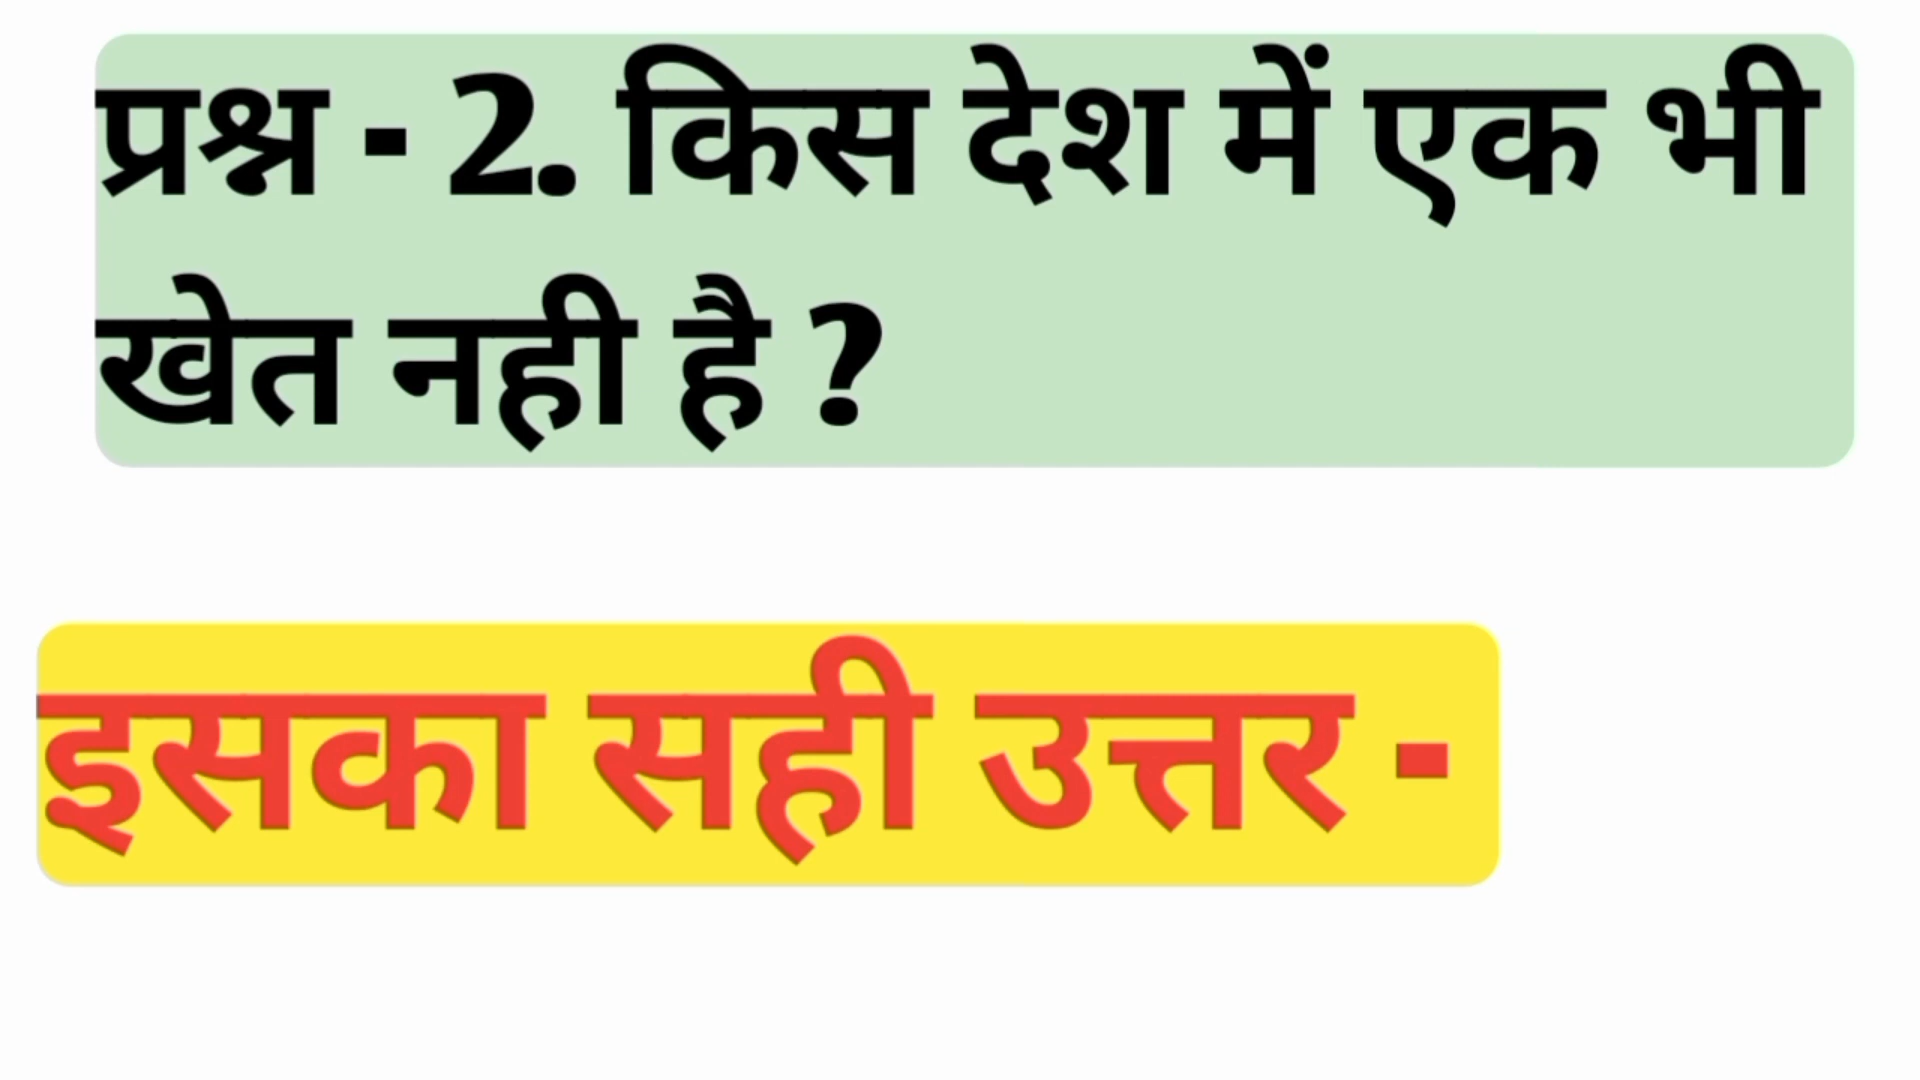 प्रश्न - 2. किस देश में एक भी
खेत नही है ?
इसका सही उत्तर -